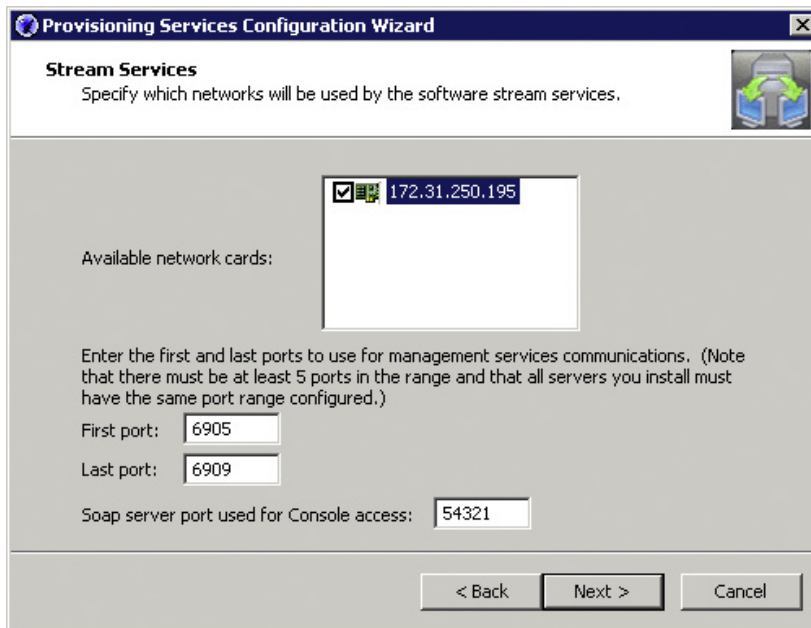 Provisioning Services Configuration Wizard
Stream Services
Specify which networks will be used by the software stream services.
172.31.250.195
Available network cards:
Enter the first and last ports to use for management services communications. (Note
that there must be at least 5 ports in the range and that all servers you install must
have the same port range configured.)
First port: 6905
Last port: 6909
Soap server port used for Console access: 54321
< Back Next > Cancel